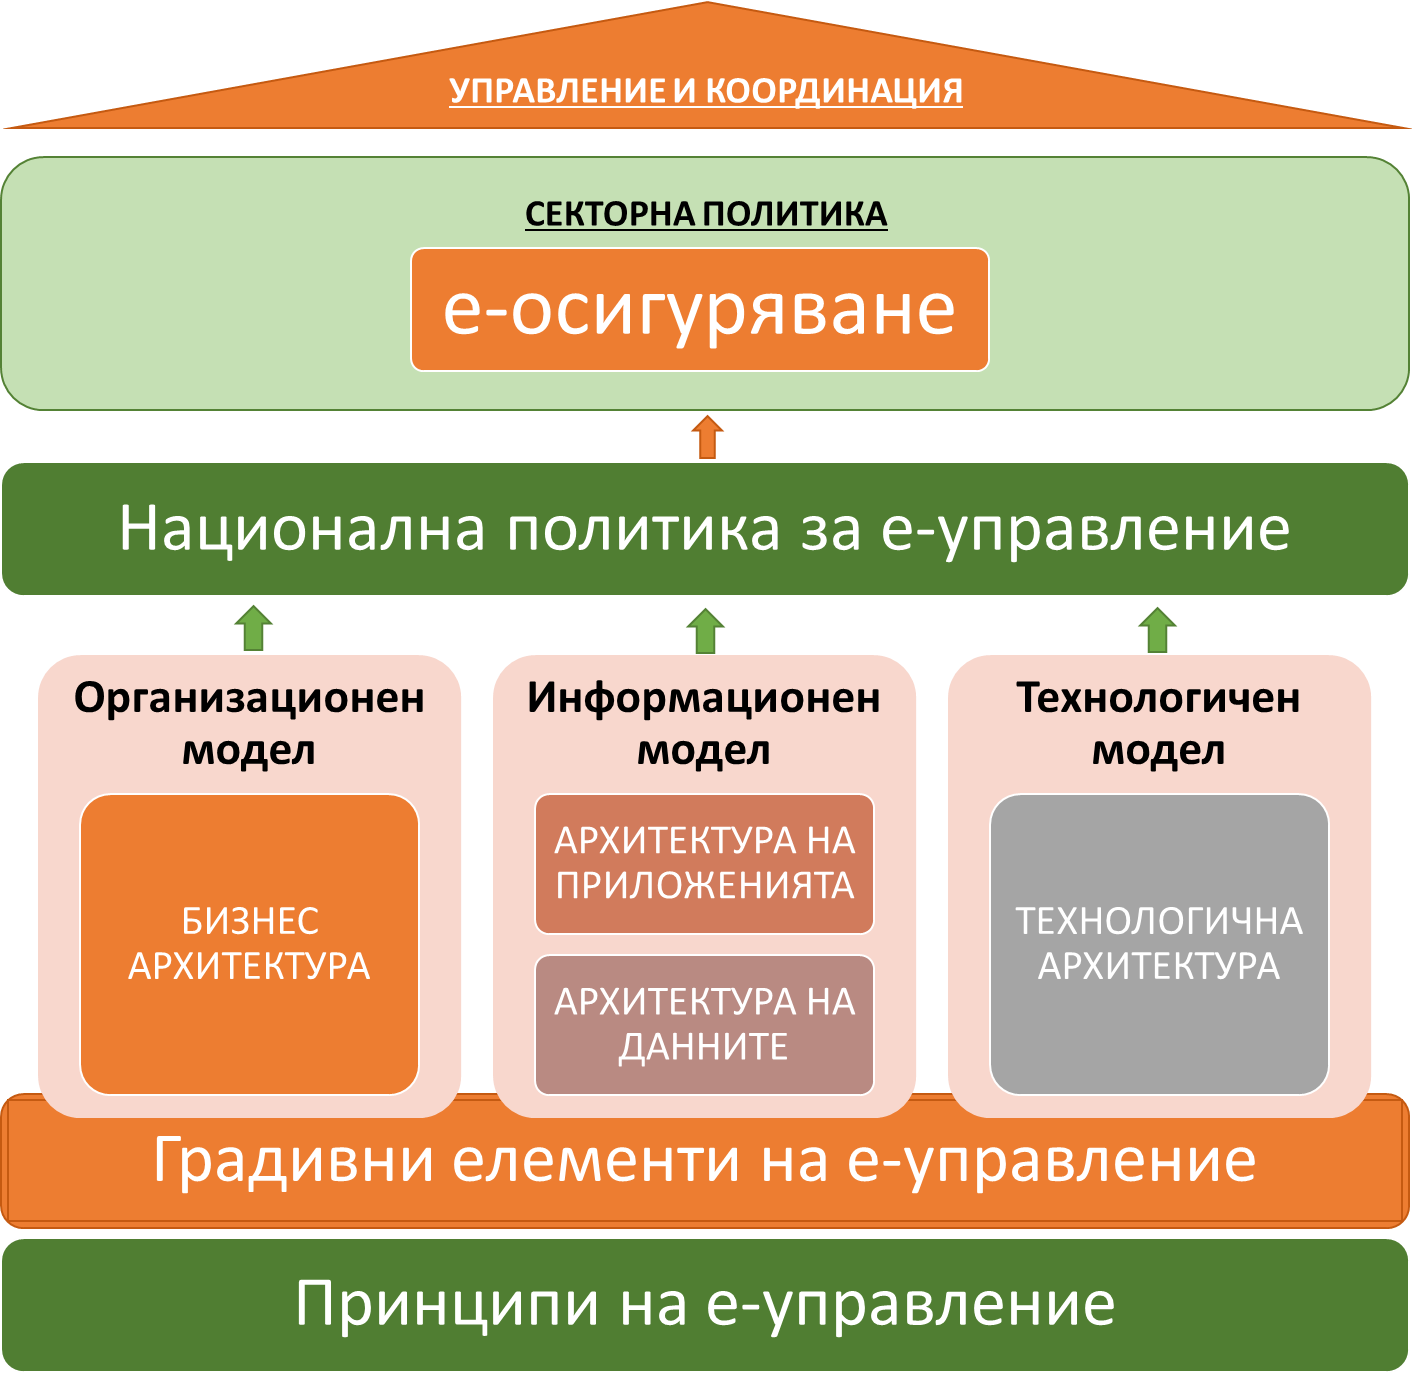 УПРАВЛЕНИЕ И КООРДИНАЦИЯ
СЕКТОРНА ПОЛИТИКА
е-осигуряване
Национална политика за е-управление
Организационен
модел
БИЗНЕС
АРХИТЕКТУРА
Информационен
модел
АРХИТЕКТУРА НА
ПРИЛОЖЕНИЯТА
АРХИТЕКТУРА НА
ДАННИТЕ
Технологичен
модел
ТЕХНОЛОГИЧНА
АРХИТЕКТУРА
Градивни елементи на е-управление
Принципи на е-управление